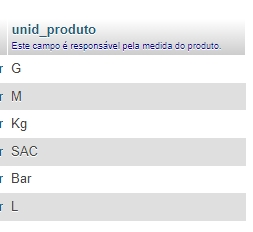 unid_produto
Este campo é responsável pela medida do produto.
r G
r M
r Kg
r SAC
r Bar
r L